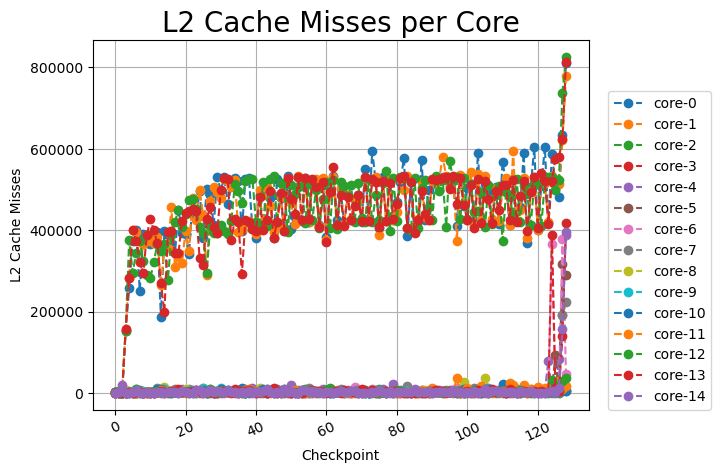 L2 Cache Misses per Core
800000
600000
400000
200000
0
L2 Cache Misses
0
20
40
60
80
100
120
Checkpoint
core-0
core-1
core-2
core-3
core-4
core-5
core-6
core-7
core-8
core-9
core-10
core-11
core-12
core-13
core-14